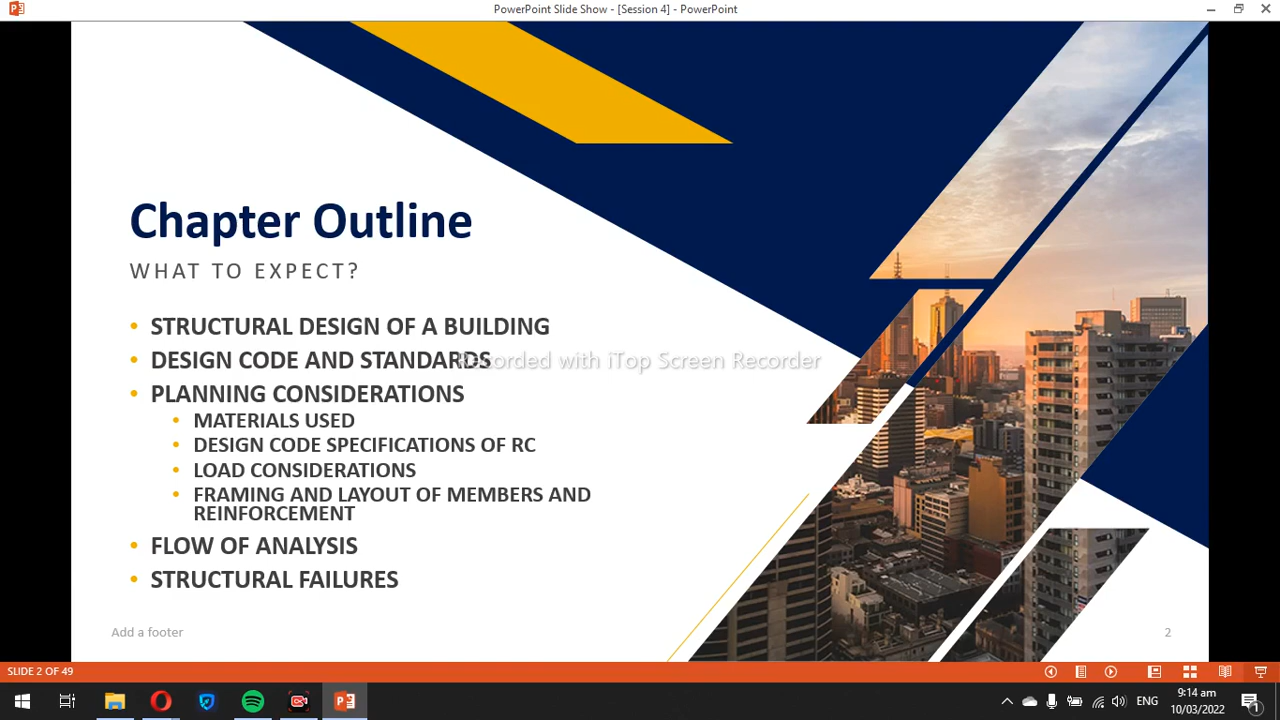 PowerPoint Slide Show - [Session 4] - PowerPoint
Chapter Outline
WHAT TO EXPECT?
• STRUCTURAL DESIGN OF A BUILDING
• DESIGN CODE AND STANDARDS
Recorded with iTop Screen Recorder
• PLANNING CONSIDERATIONS
• MATERIALS USED
• DESIGN CODE SPECIFICATIONS OF RC
• LOAD CONSIDERATIONS
• FRAMING AND LAYOUT OF MEMBERS AND
REINFORCEMENT
• FLOW OF ANALYSIS
• STRUCTURAL FAILURES
Add a footer
2
SLIDE 2 OF 49
ENG
9:14 am
10/03/2022
1